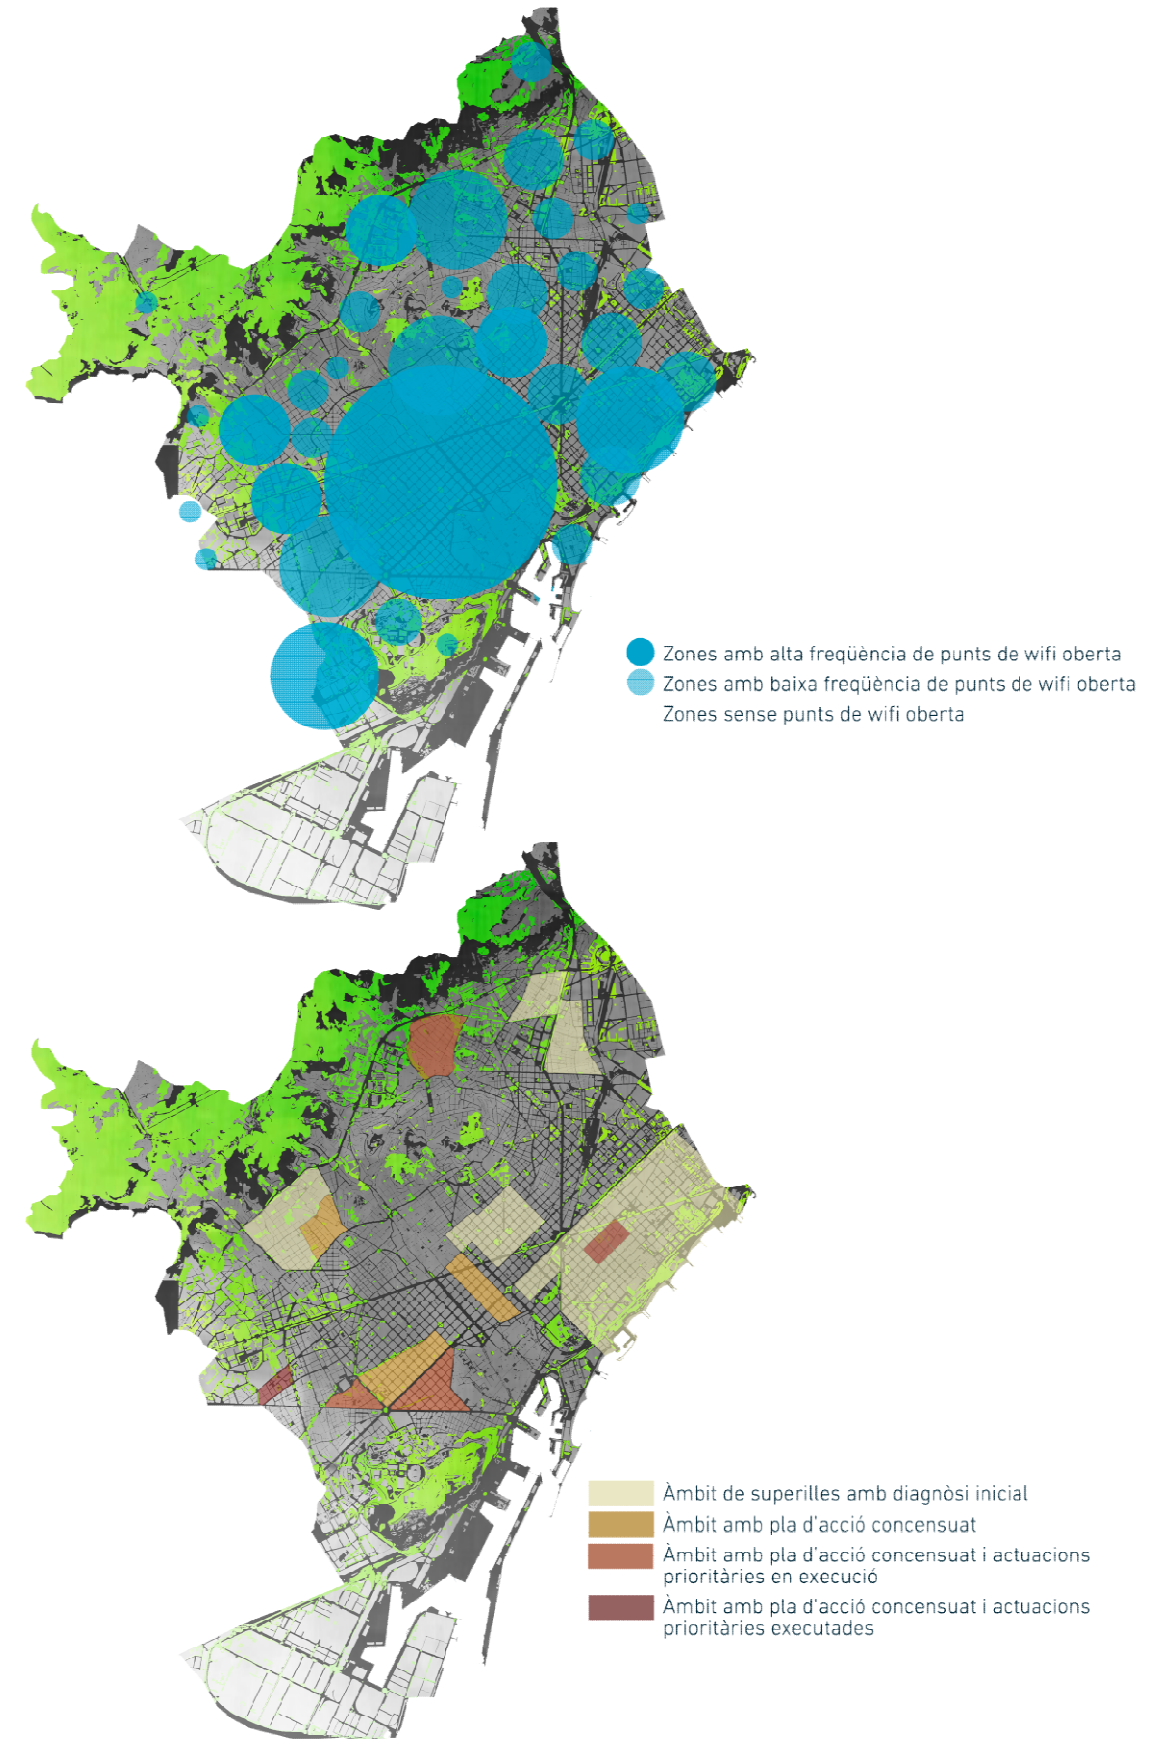 Zones amb alta freqüència de punts de wifi oberta
Zones amb baixa freqüència de punts de wifi oberta
Zones sense punts de wifi oberta
Àmbit de superilles amb diagnòsi inicial
Àmbit amb pla d'acció concensuat
Àmbit amb pla d'acció concensuat i actuacions
prioritàries en execució
Àmbit amb pla d'acció concensuat i actuacions
prioritàries executades